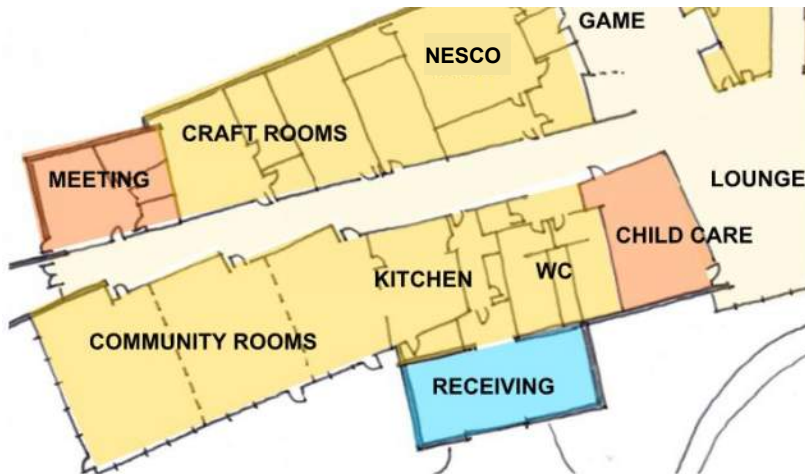 GAME
NESCO
CRAFT ROOMS
MEETING
LOUNGE
CHILD CARE
KITCHEN
WC
COMMUNITY ROOMS
RECEIVING